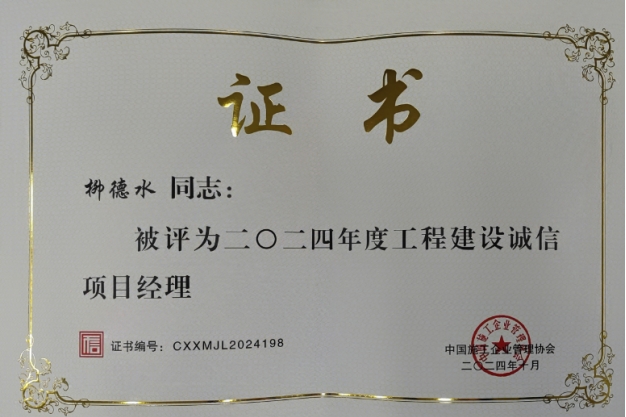 证书
柳德水 同志：
被评为二〇二四年度工程建设诚信
项目经理
信 证书编号：CXXMJL2024198
中国施工企业管理协会
二〇二四年十月